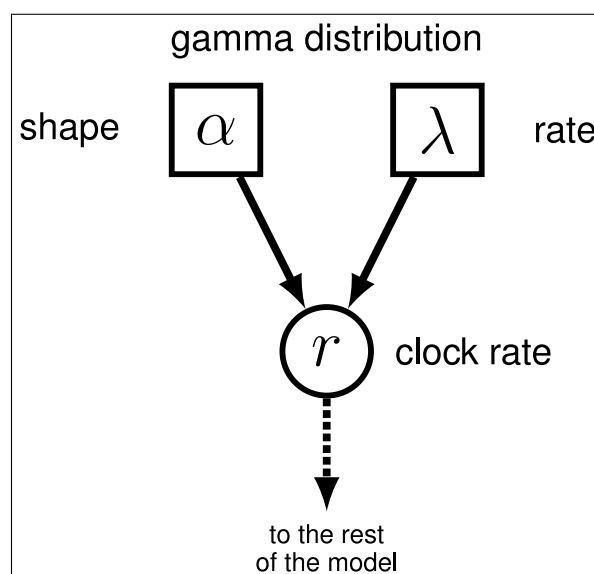 gamma distribution
shape α λ rate
r clock rate
to the rest
of the model